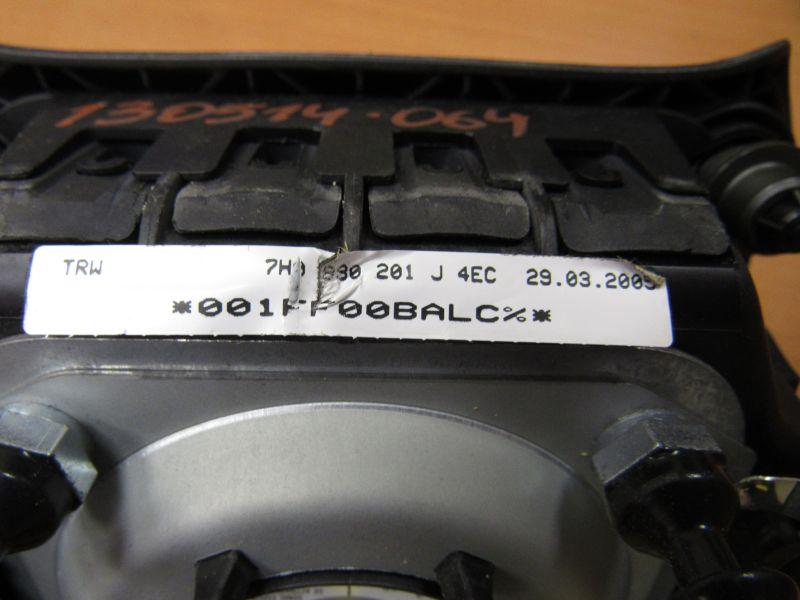 130514-064
TRW 201 J 4EC 29.03.2005
*001FF00BALC%*